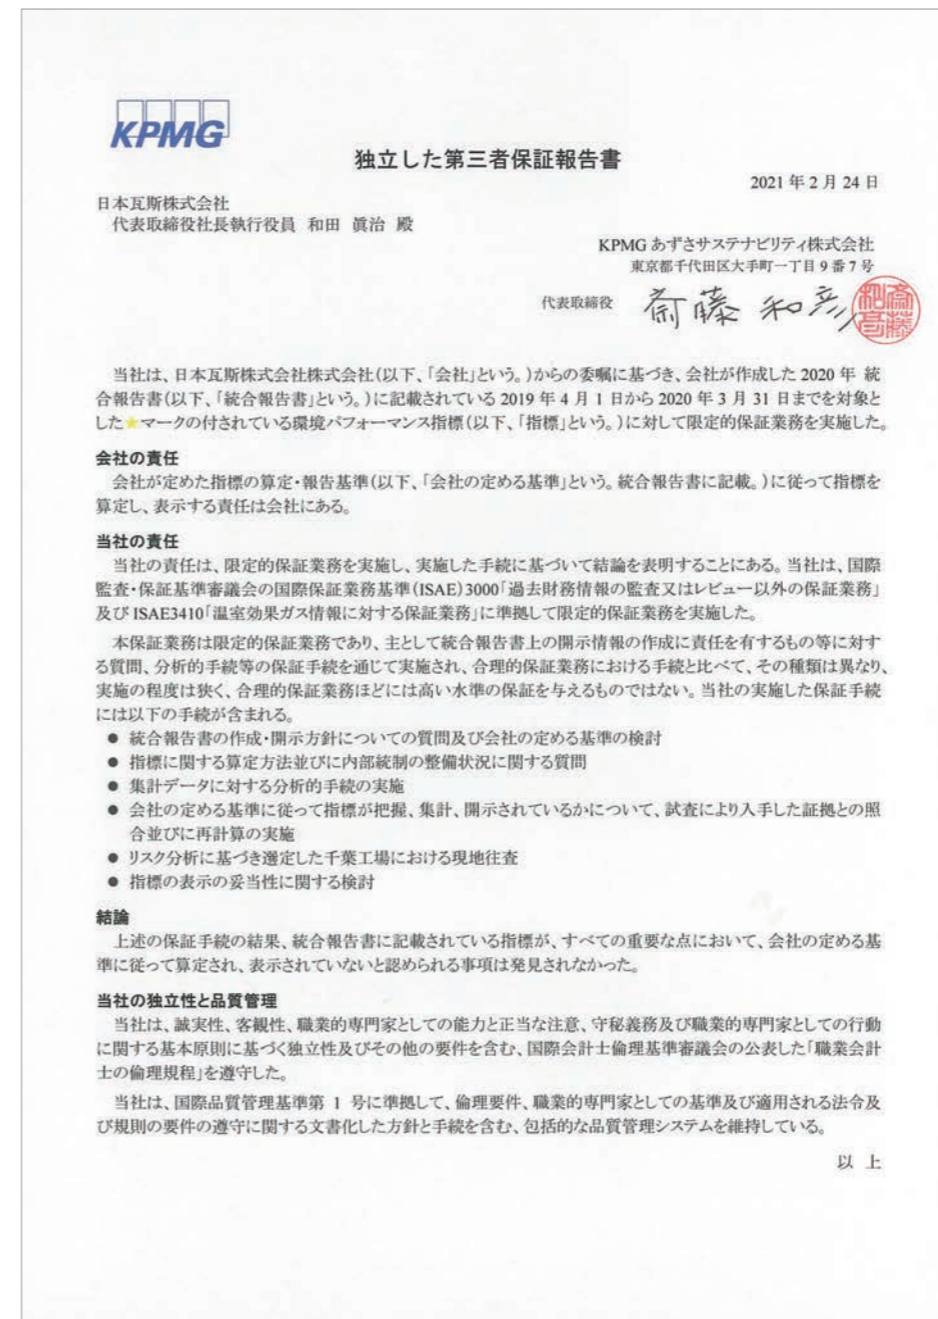 KPMG
独立した第三者保証報告書
2021 年 2 月 24 日
日本瓦斯株式会社
代表取締役社長執行役員 和田 眞治 殿
KPMG あずさサステナビリティ株式会社
東京都千代田区大手町一丁目 9 番 7 号
代表取締役 斎藤 和彦
当社は、日本瓦斯株式会社株式会社(以下、「会社」という。)からの委嘱に基づき、会社が作成した 2020 年 統
合報告書(以下、「統合報告書」という。)に記載されている 2019 年 4 月 1 日から 2020 年 3 月 31 日までを対象と
した★マークの付されている環境パフォーマンス指標(以下、「指標」という。)に対して限定的保証業務を実施した。
会社の責任
会社が定めた指標の算定・報告基準(以下、「会社の定める基準」という。統合報告書に記載。)に従って指標を
算定し、表示する責任は会社にある。
当社の責任
当社の責任は、限定的保証業務を実施し、実施した手続に基づいて結論を表明することにある。当社は、国際
監査・保証基準審議会の国際保証業務基準(ISAE)3000「過去財務情報の監査又はレビュー以外の保証業務」
及び ISAE3410「温室効果ガス情報に対する保証業務」に準拠して限定的保証業務を実施した。
本保証業務は限定的保証業務であり、主として統合報告書上の開示情報の作成に責任を有するもの等に対す
る質問、分析的手続等の保証手続を通じて実施され、合理的保証業務における手続と比べて、その種類は異なり、
実施の程度は狭く、合理的保証業務ほどには高い水準の保証を与えるものではない。当社の実施した保証手続
には以下の手続が含まれる。
● 統合報告書の作成・開示方針についての質問及び会社の定める基準の検討
● 指標に関する算定方法並びに内部統制の整備状況に関する質問
● 集計データに対する分析的手続の実施
● 会社の定める基準に従って指標が把握、集計、開示されているかについて、試査により入手した証拠との照
合並びに再計算の実施
● リスク分析に基づき選定した千葉工場における現地往査
● 指標の表示の妥当性に関する検討
結論
上述の保証手続の結果、統合報告書に記載されている指標が、すべての重要な点において、会社の定める基
準に従って算定され、表示されていないと認められる事項は発見されなかった。
当社の独立性と品質管理
当社は、誠実性、客観性、職業的専門家としての能力と正当な注意、守秘義務及び職業的専門家としての行動
に関する基本原則に基づく独立性及びその他の要件を含む、国際会計士倫理基準審議会の公表した「職業会計
士の倫理規程」を遵守した。
当社は、国際品質管理基準第 1 号に準拠して、倫理要件、職業的専門家としての基準及び適用される法令及
び規則の要件の遵守に関する文書化した方針と手続を含む、包括的な品質管理システムを維持している。
以 上